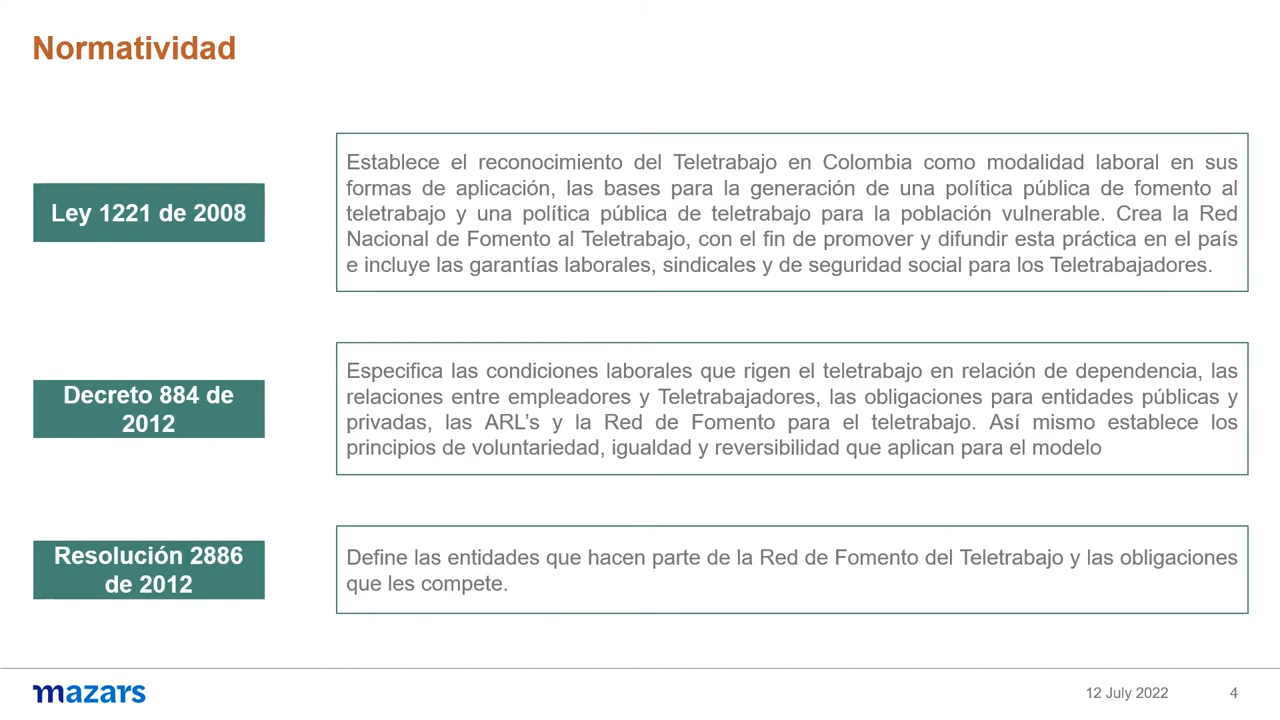 Normatividad
Ley 1221 de 2008
Establece el reconocimiento del Teletrabajo en Colombia como modalidad laboral en sus
formas de aplicación, las bases para la generación de una política pública de fomento al
teletrabajo y una política pública de teletrabajo para la población vulnerable. Crea la Red
Nacional de Fomento al Teletrabajo, con el fin de promover y difundir esta práctica en el país
e incluye las garantías laborales, sindicales y de seguridad social para los Teletrabajadores.
Decreto 884 de
2012
Especifica las condiciones laborales que rigen el teletrabajo en relación de dependencia, las
relaciones entre empleadores y Teletrabajadores, las obligaciones para entidades públicas y
privadas, las ARL’s y la Red de Fomento para el teletrabajo. Así mismo establece los
principios de voluntariedad, igualdad y reversibilidad que aplican para el modelo
Resolución 2886
de 2012
Define las entidades que hacen parte de la Red de Fomento del Teletrabajo y las obligaciones
que les compete.
mazars
12 July 2022
4